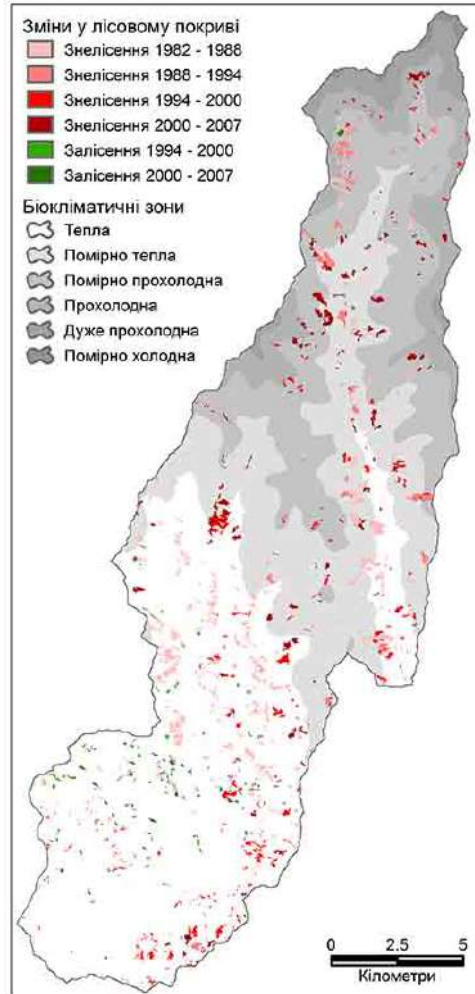 Зміни у лісовому покриві
Знелісення 1982 - 1988
Знелісення 1988 - 1994
Знелісення 1994 - 2000
Знелісення 2000 - 2007
Залісення 1994 - 2000
Залісення 2000 - 2007
Біокліматичні зони
Тепла
Помірно тепла
Помірно прохолодна
Прохолодна
Дуже прохолодна
Помірно холодна
0 2.5 5
Кілометри